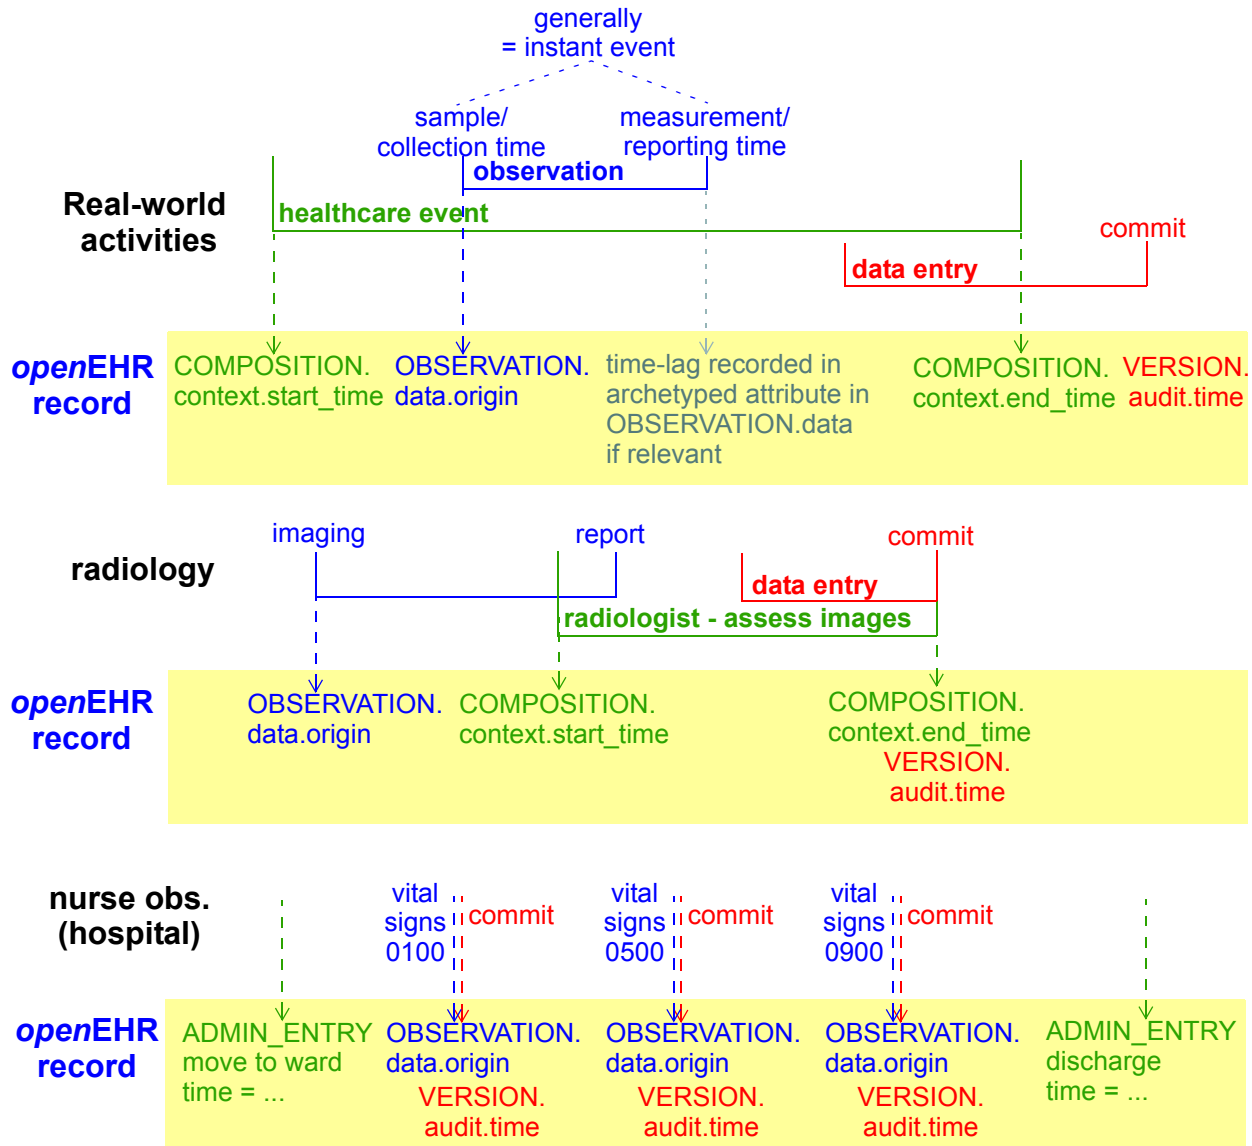 generally
= instant event
sample/
collection time
measurement/
reporting time
observation
Real-world
activities
healthcare event
commit
data entry
openEHR
record
COMPOSITION.
context.start_time
OBSERVATION.
data.origin
time-lag recorded in
archetyped attribute in
OBSERVATION.data
if relevant
COMPOSITION.
context.end_time
VERSION.
audit.time
imaging
report
commit
radiology
data entry
radiologist - assess images
openEHR
record
OBSERVATION.
data.origin
COMPOSITION.
context.start_time
COMPOSITION.
context.end_time
VERSION.
audit.time
nurse obs.
(hospital)
vital
signs
0100
commit
vital
signs
0500
commit
vital
signs
0900
commit
openEHR
record
ADMIN_ENTRY
move to ward
time = ...
OBSERVATION.
data.origin
VERSION.
audit.time
OBSERVATION.
data.origin
VERSION.
audit.time
OBSERVATION.
data.origin
VERSION.
audit.time
ADMIN_ENTRY
discharge
time = ...